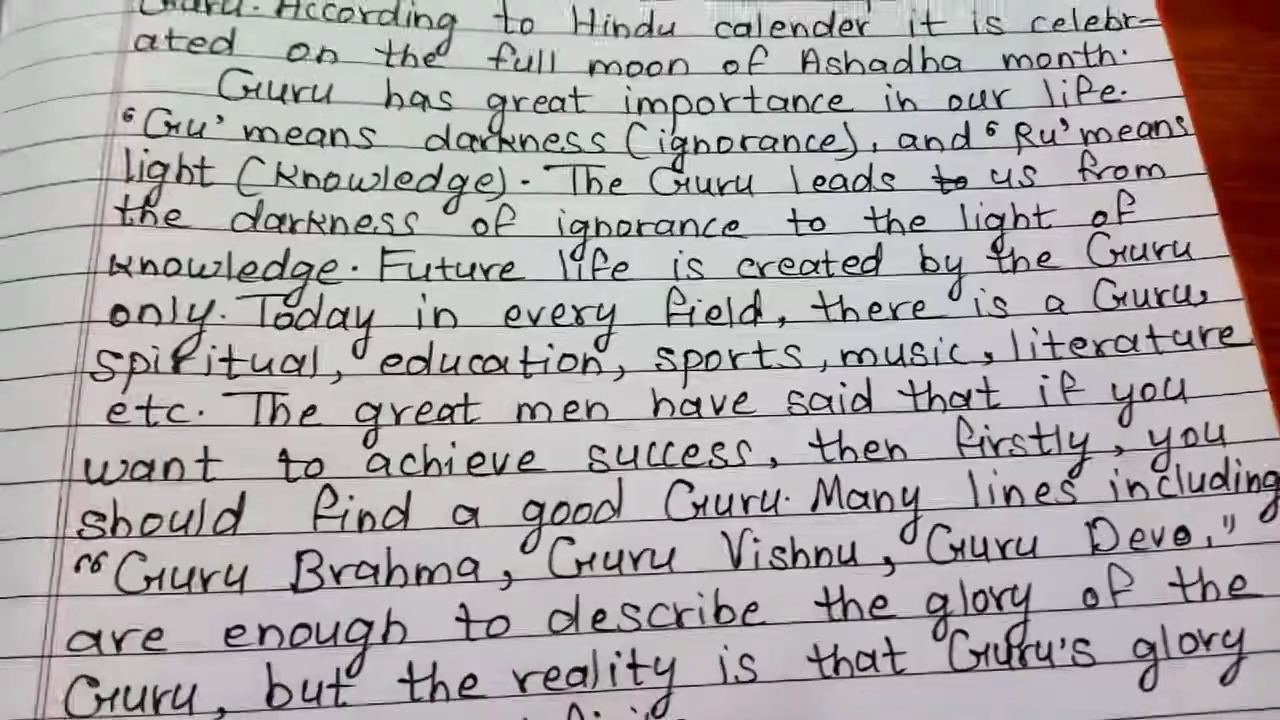 Guru. According to Hindu calender it is celebr-
ated on the full moon of Ashadha month.
Guru has great importance in our life.
'Gu' means darkness (ignorance), and 'Ru' means
light (knowledge). The Guru leads to us from
the darkness of ignorance to the light of
knowledge. Future life is created by the Guru
only. Today in every field, there is a Guru,
spiritual, education, sports, music, literature
etc. The great men have said that if you
want to achieve success, then firstly, you
should find a good Guru. Many lines including
"Guru Brahma, Guru Vishnu, Guru Devo,"
are enough to describe the glory of the
Guru, but the reality is that Guru's glory